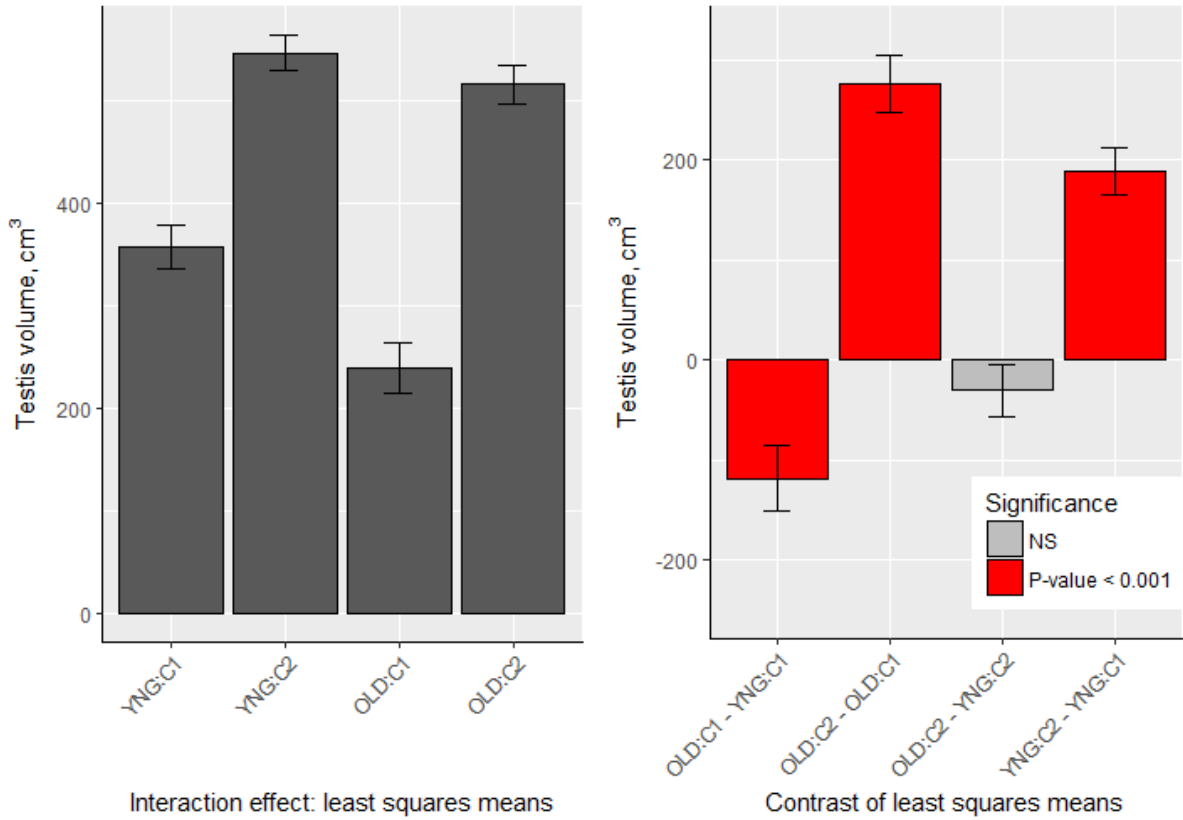 Testis volume, cm³
400
200
0
YNG:C1
YNG:C2
OLD:C1
OLD:C2
Interaction effect: least squares means
Testis volume, cm³
200
0
-200
Significance
NS
P-value < 0.001
OLD:C1 - YNG:C1
OLD:C2 - OLD:C1
OLD:C2 - YNG:C2
YNG:C2 - YNG:C1
Contrast of least squares means